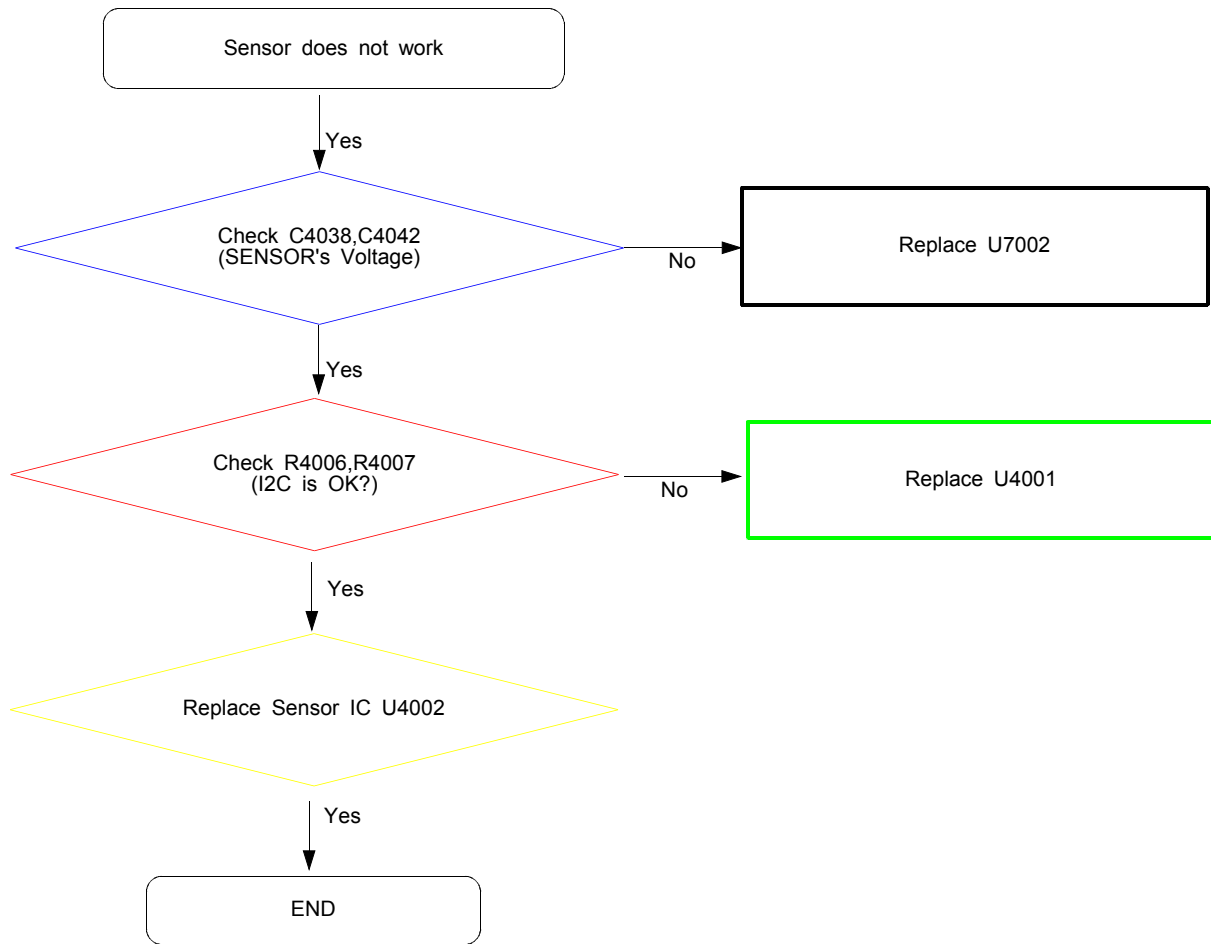 Sensor does not work
Yes
Check C4038,C4042
(SENSOR's Voltage)
No
Replace U7002
Yes
Check R4006,R4007
(I2C is OK?)
No
Replace U4001
Yes
Replace Sensor IC U4002
Yes
END